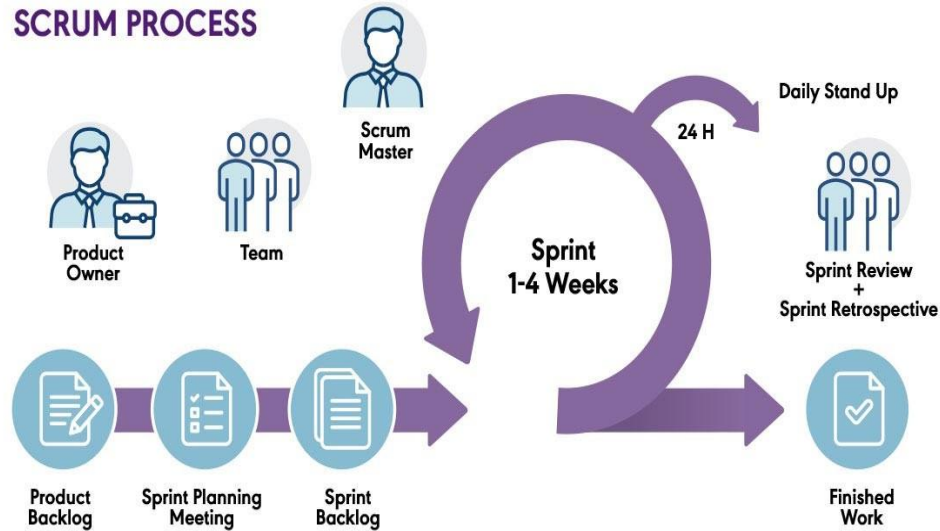 SCRUM PROCESS
Scrum
Master
Product
Owner
Team
24 H
Daily Stand Up
Sprint
1-4 Weeks
Sprint Review
+
Sprint Retrospective
Product
Backlog
Sprint Planning
Meeting
Sprint
Backlog
Finished
Work